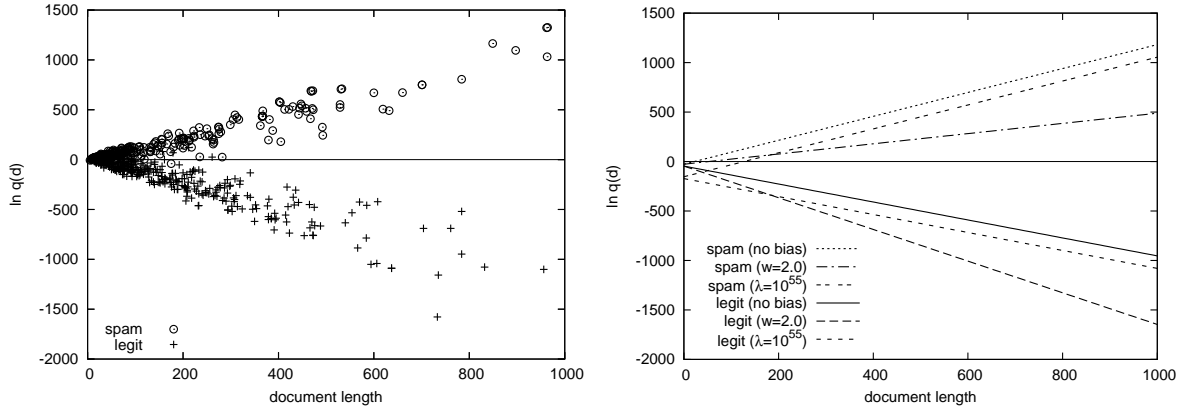 1500
1000
500
0
-500
-1000
-1500
-2000
ln q(d)
spam
legit
0 200 400 600 800 1000
document length
1500
1000
500
0
-500
-1000
-1500
-2000
ln q(d)
spam (no bias)
spam (w=2.0)
spam (λ=10^55)
legit (no bias)
legit (w=2.0)
legit (λ=10^55)
0 200 400 600 800 1000
document length